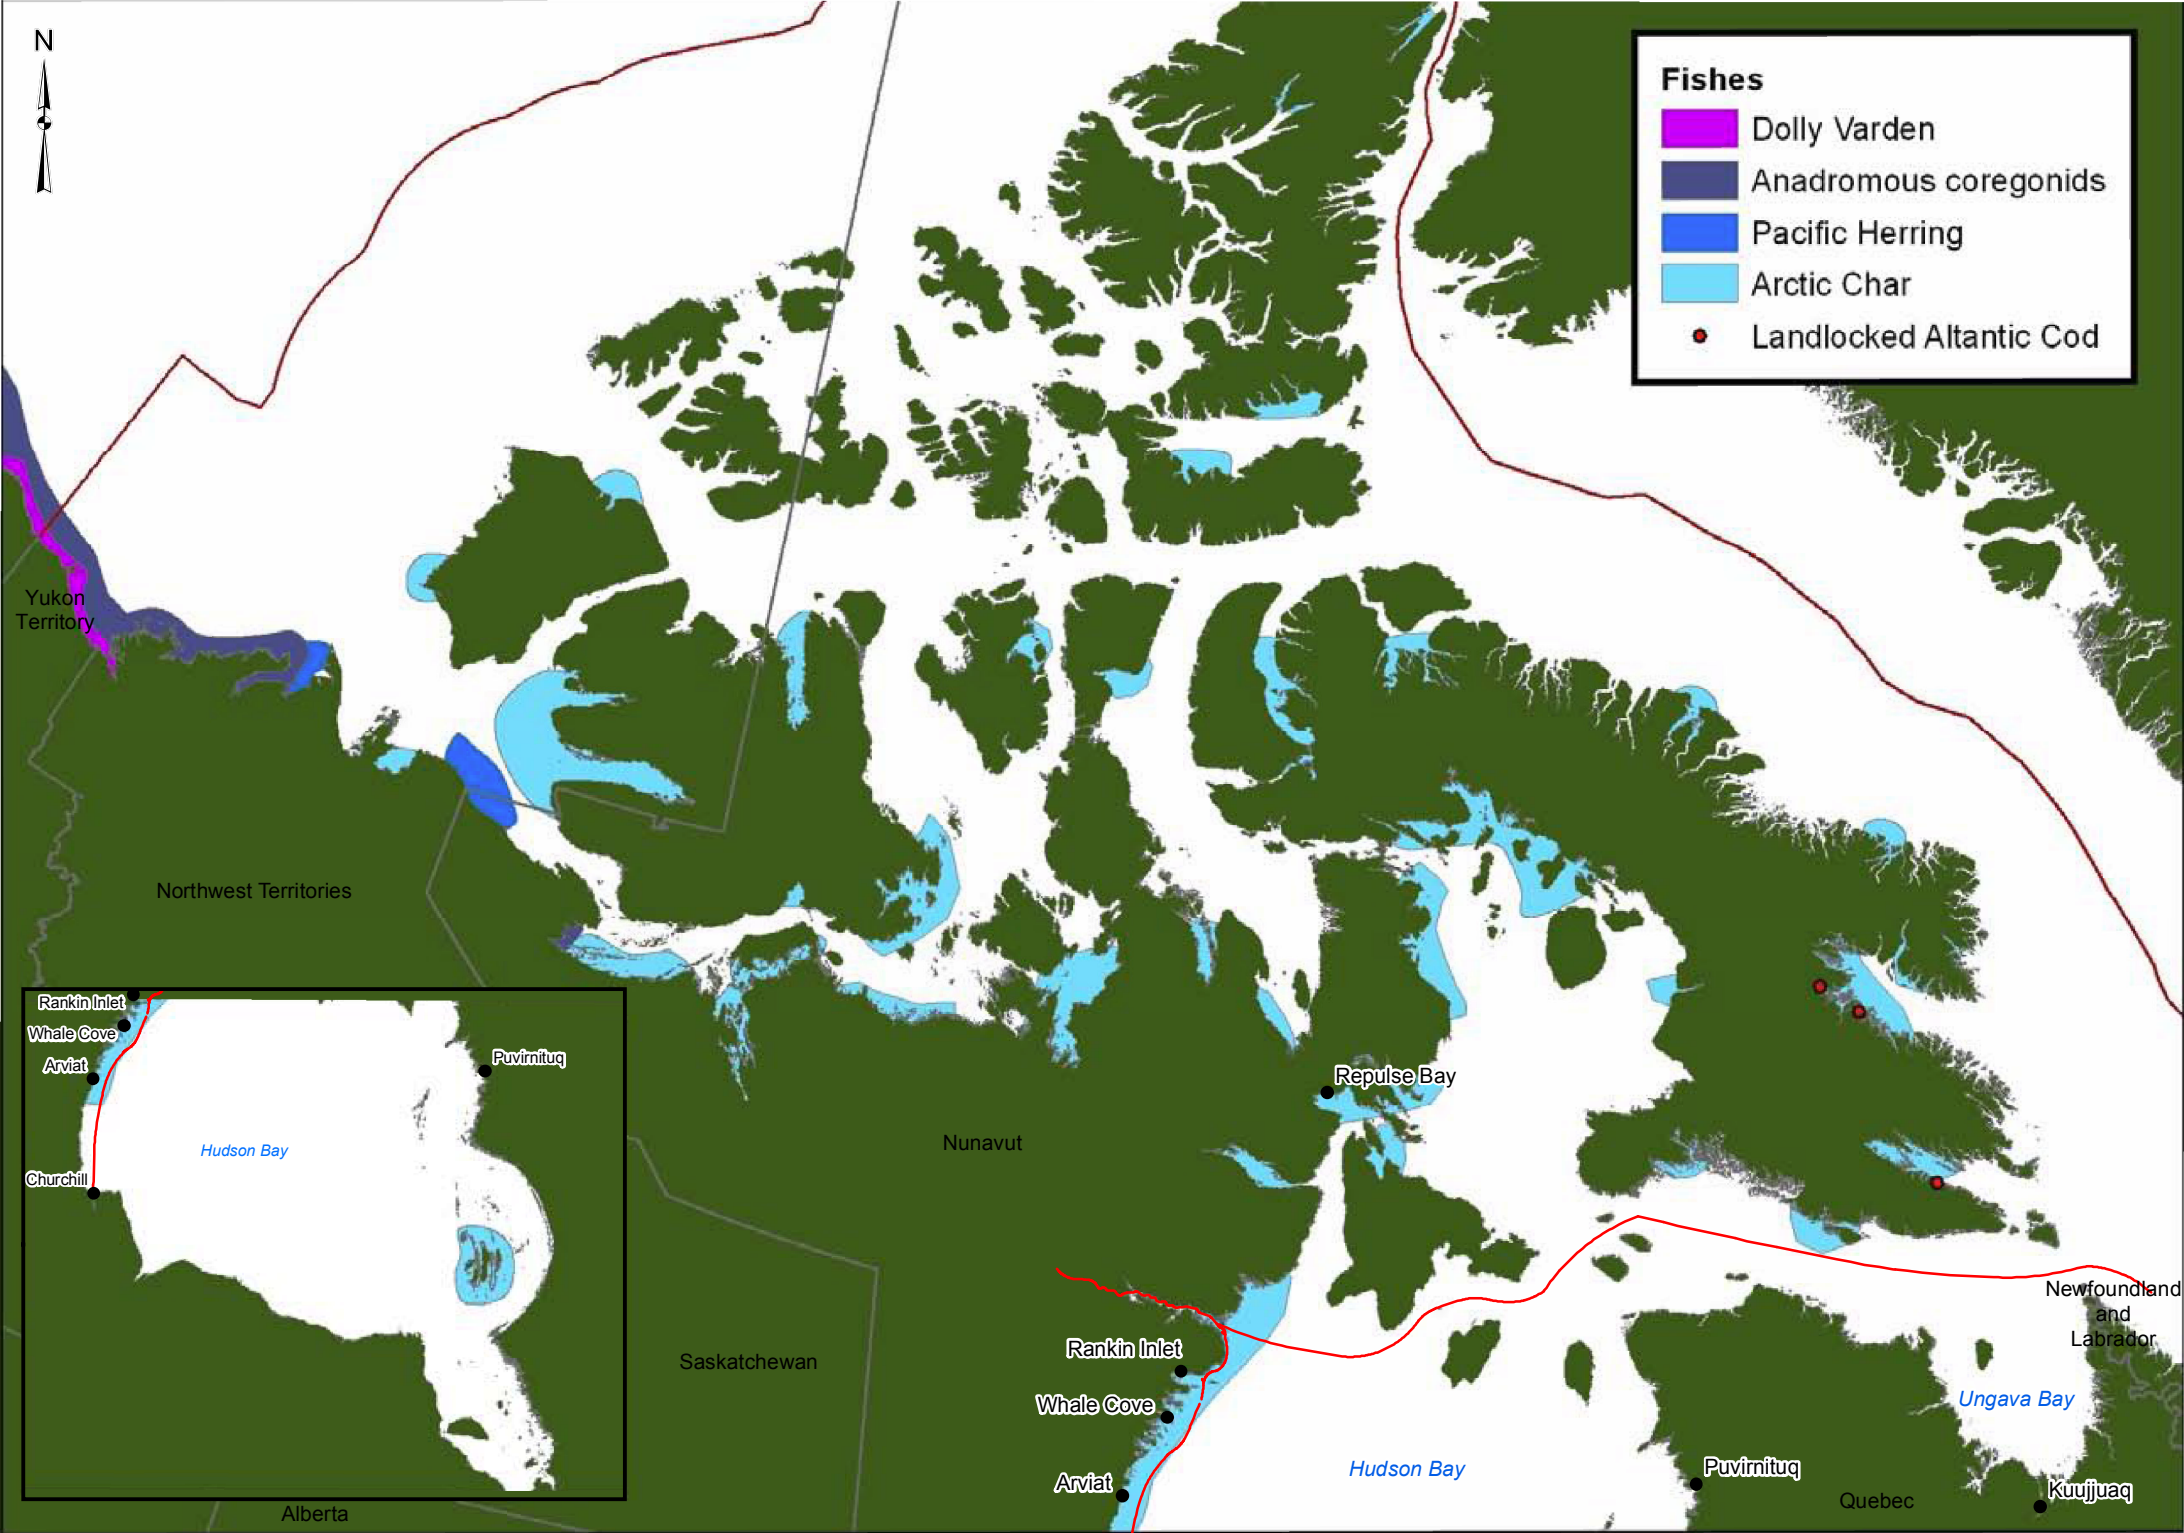 N
Fishes
Dolly Varden
Anadromous coregonids
Pacific Herring
Arctic Char
Landlocked Altantic Cod
Yukon
Territory
Northwest Territories
Rankin Inlet
Whale Cove
Arviat
Puvirnituq
Hudson Bay
Churchill
Repulse Bay
Nunavut
Newfoundland
and
Labrador
Rankin Inlet
Saskatchewan
Whale Cove
Ungava Bay
Hudson Bay
Puvirnituq
Arviat
Kuujjuaq
Quebec
Alberta